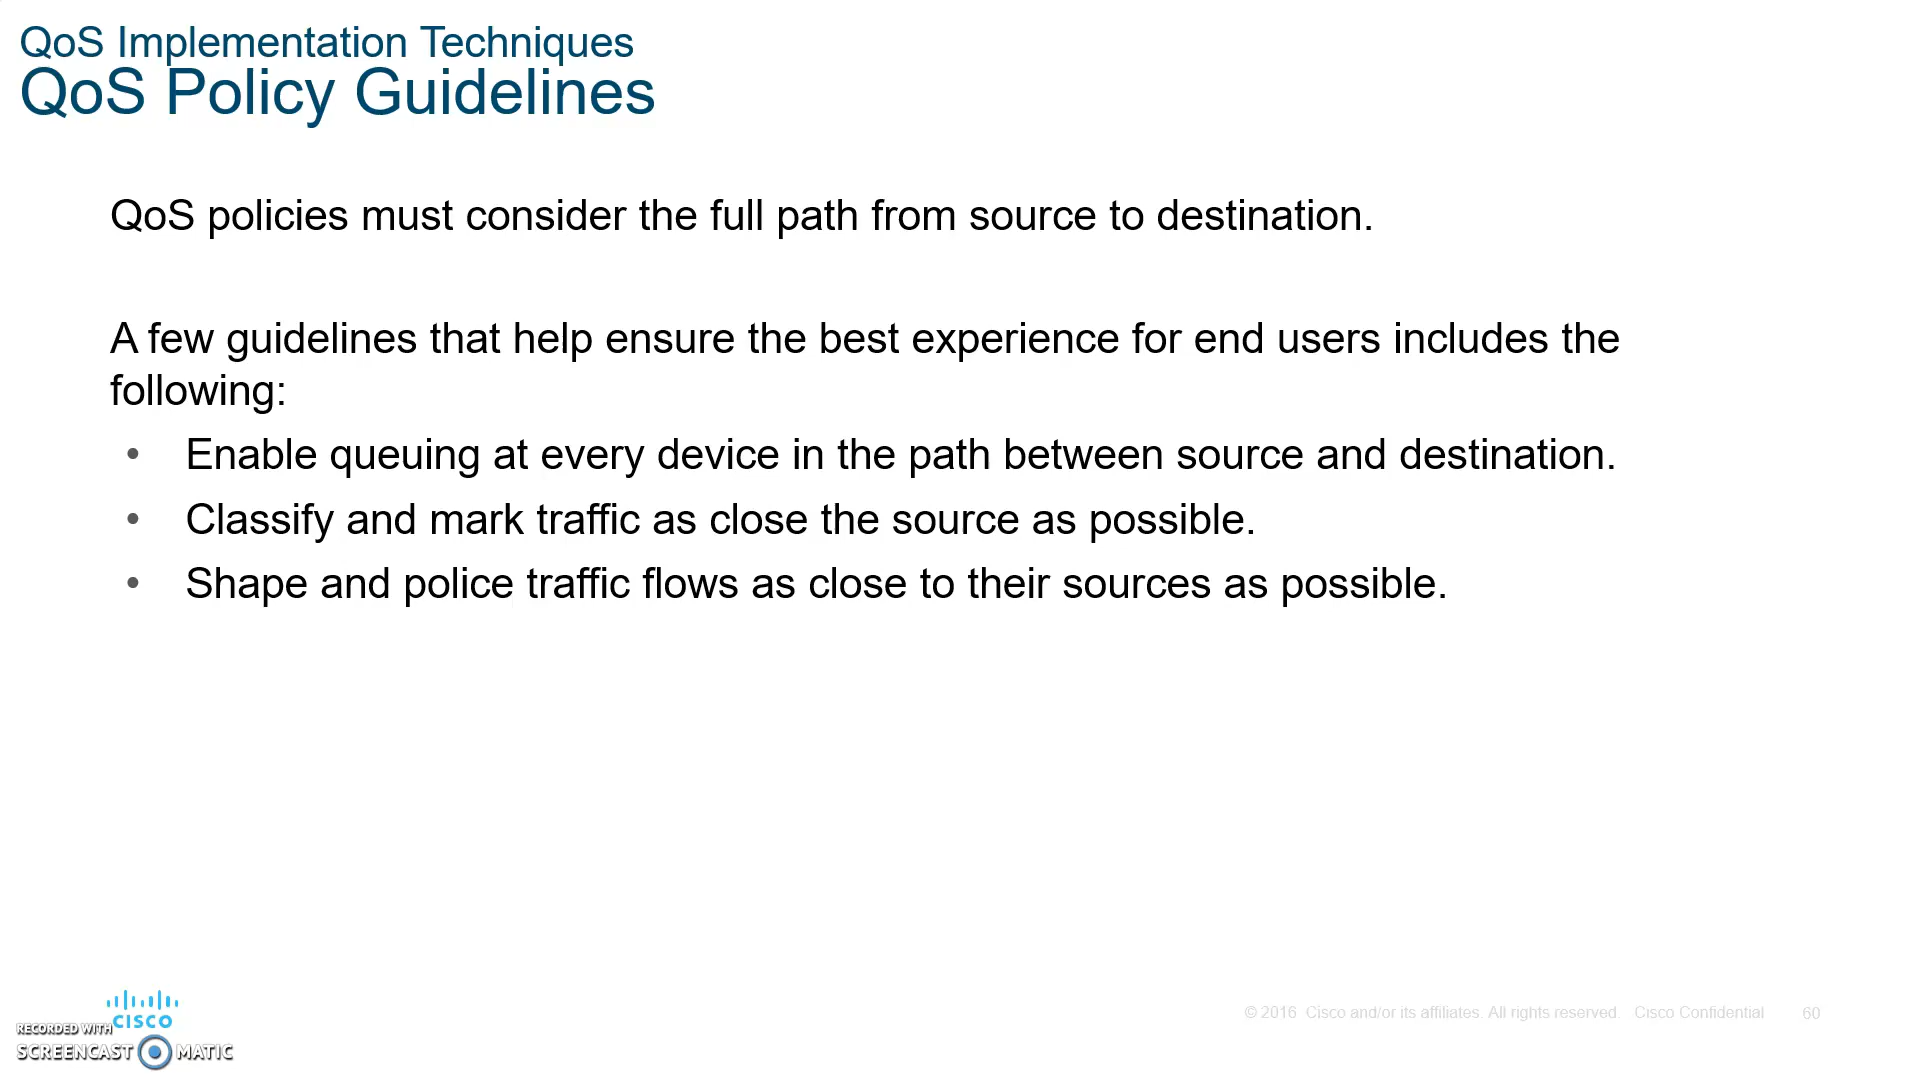 QoS Implementation Techniques
QoS Policy Guidelines
QoS policies must consider the full path from source to destination.
A few guidelines that help ensure the best experience for end users includes the
following:
• Enable queuing at every device in the path between source and destination.
• Classify and mark traffic as close the source as possible.
• Shape and police traffic flows as close to their sources as possible.
CISCO
RECORDED WITH
SCREENCAST MATIC
© 2016 Cisco and/or its affiliates. All rights reserved. Cisco Confidential 60